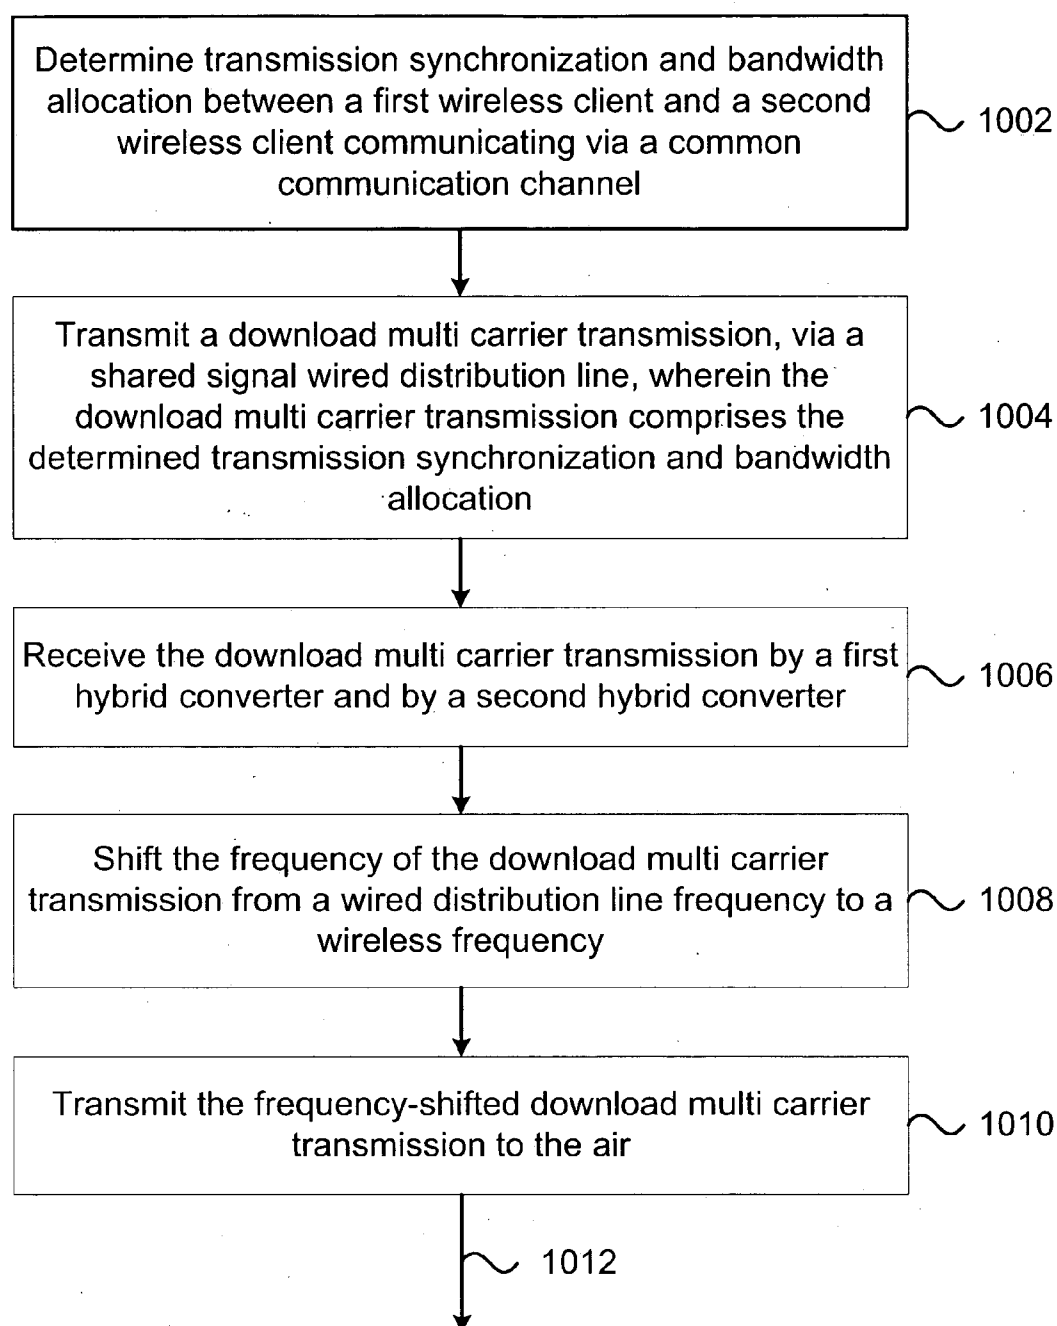 Determine transmission synchronization and bandwidth
allocation between a first wireless client and a second
wireless client communicating via a common
communication channel
1002
Transmit a download multi carrier transmission, via a
shared signal wired distribution line, wherein the
download multi carrier transmission comprises the
determined transmission synchronization and bandwidth
allocation
1004
Receive the download multi carrier transmission by a first
hybrid converter and by a second hybrid converter
1006
Shift the frequency of the download multi carrier
transmission from a wired distribution line frequency to a
wireless frequency
1008
Transmit the frequency-shifted download multi carrier
transmission to the air
1010
1012